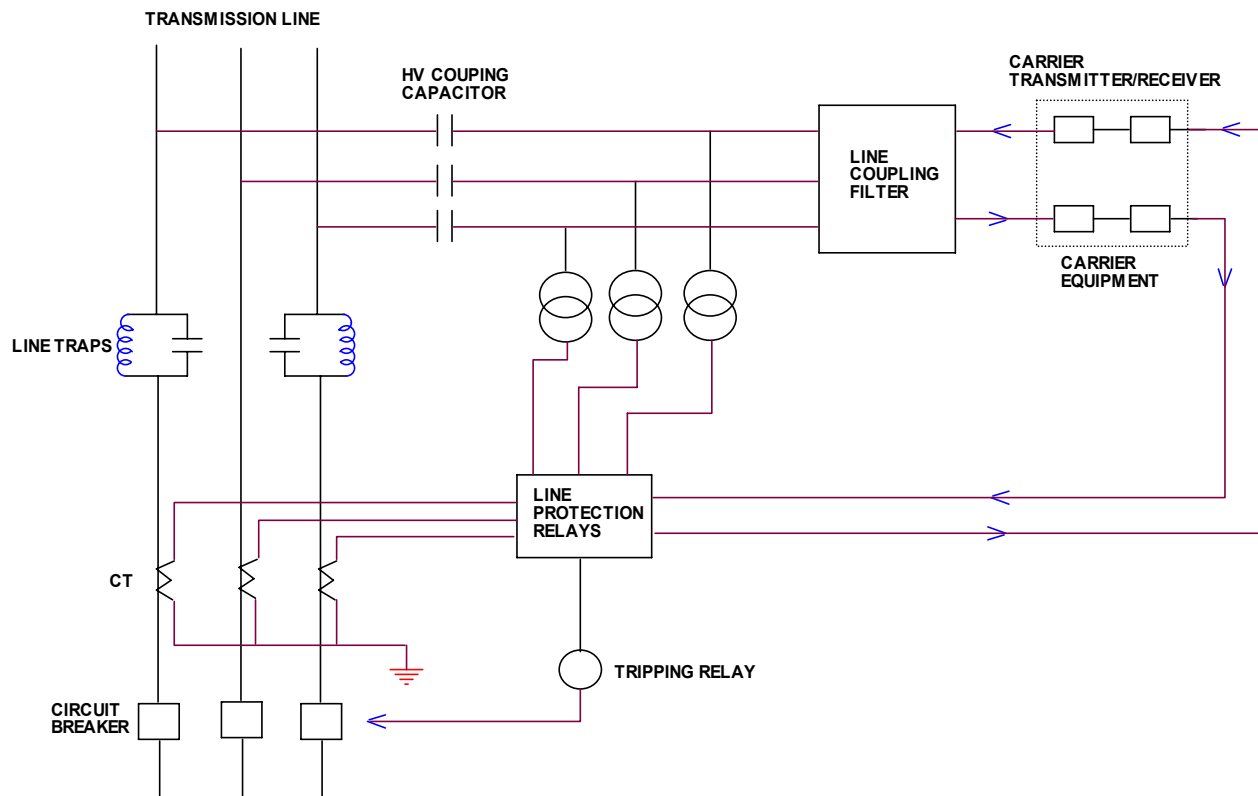 TRANSMISSION LINE
HV COUPING
CAPACITOR
CARRIER
TRANSMITTER/RECEIVER
LINE
COUPLING
FILTER
CARRIER
EQUIPMENT
LINE TRAPS
LINE
PROTECTION
RELAYS
CT
TRIPPING RELAY
CIRCUIT
BREAKER